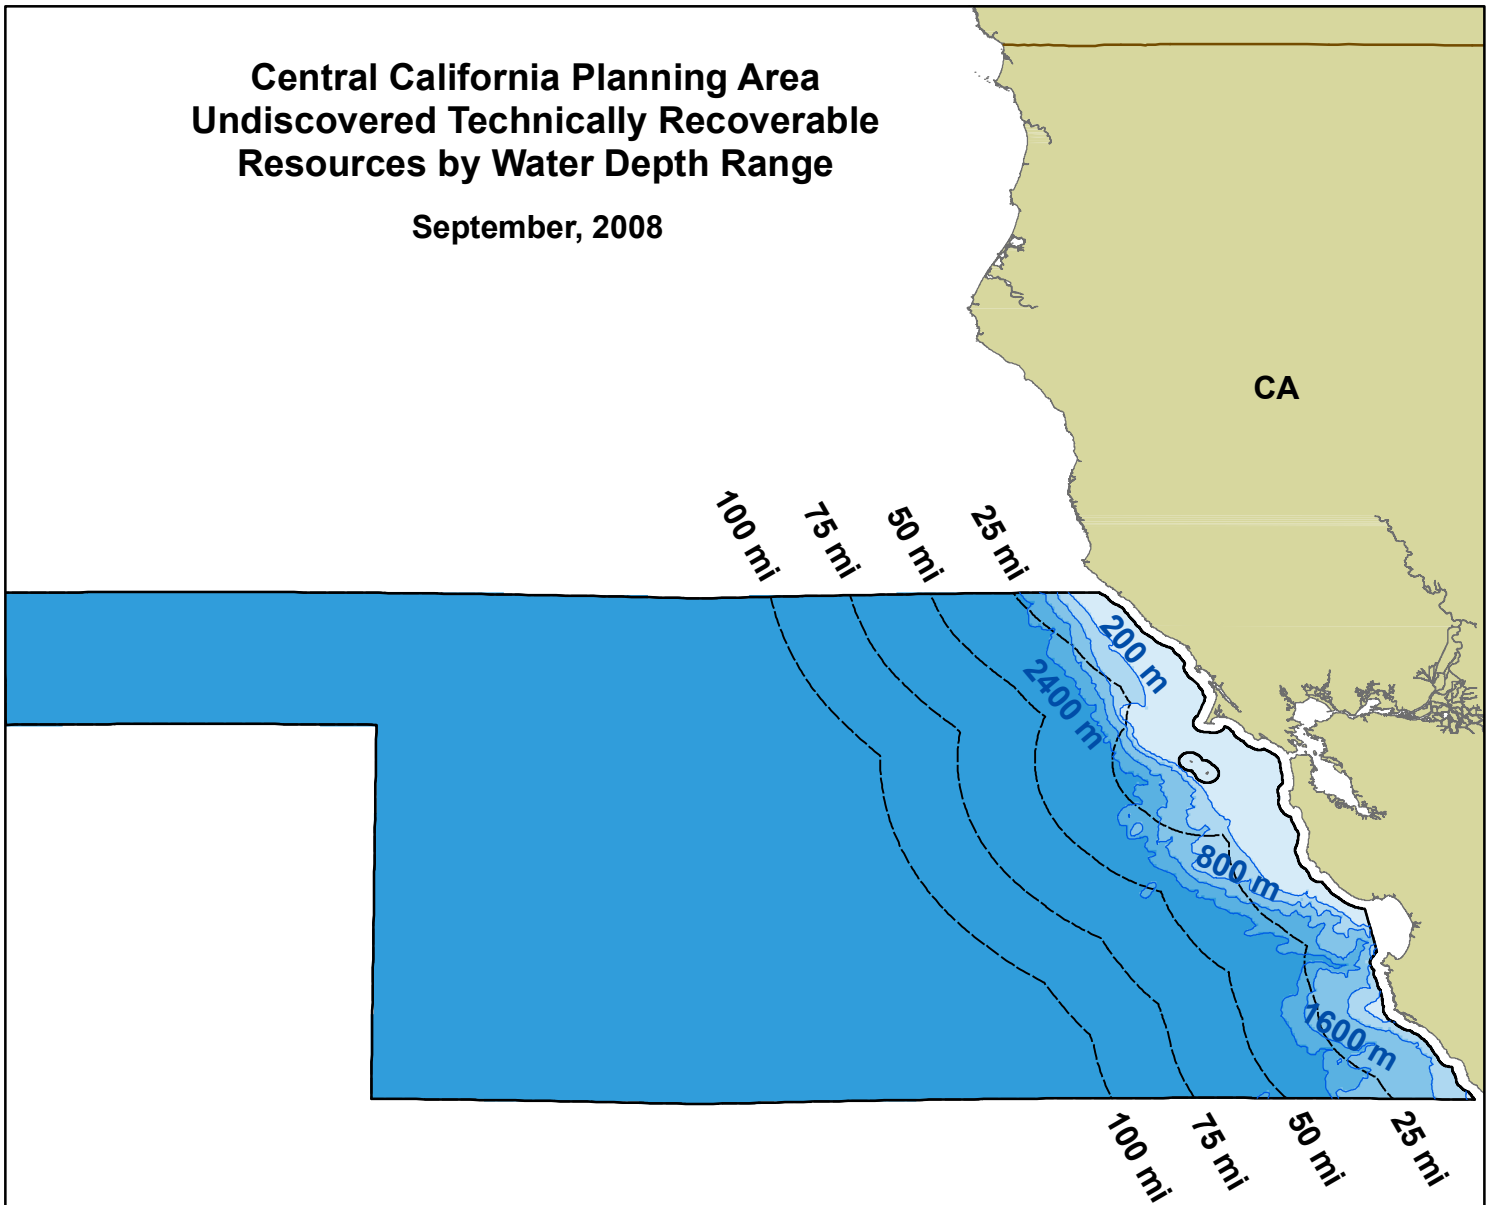 Central California Planning Area
Undiscovered Technically Recoverable
Resources by Water Depth Range
September, 2008
CA
100 mi
75 mi
50 mi
25 mi
200 m
2400 m
800 m
1600 m
100 mi
75 mi
50 mi
25 mi